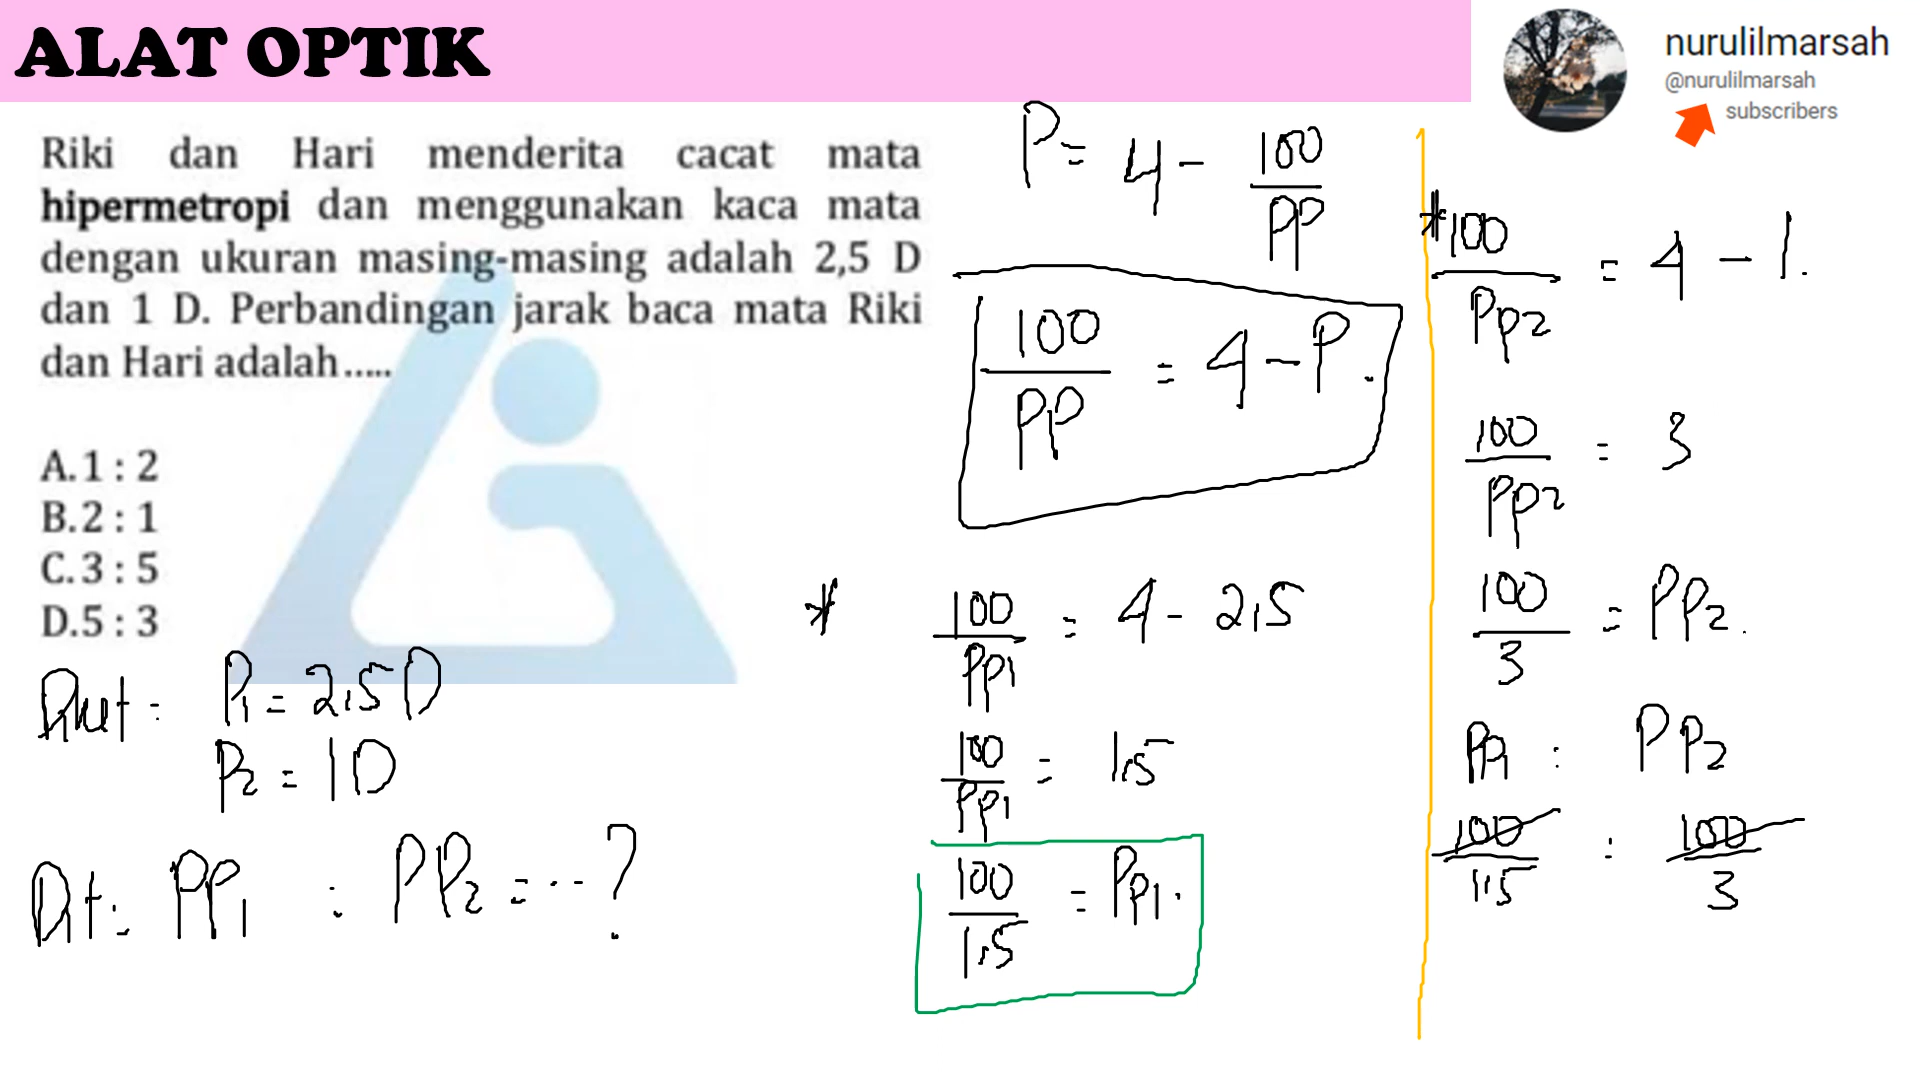 ALAT OPTIK
nurulilmarsah
@nurulilmarsah
subscribers
Riki dan Hari menderita cacat mata
hipermetropi dan menggunakan kaca mata
dengan ukuran masing-masing adalah 2,5 D
dan 1 D. Perbandingan jarak baca mata Riki
dan Hari adalah.....
A. 1 : 2
B. 2 : 1
C. 3 : 5
D. 5 : 3
Dik : P1 = 2,5 D
P2 = 1 D
Dit : PP1 : PP2 = ... ?
P = 4 - 100/PP
100/PP = 4 - P.
* 100/PP1 = 4 - 2,5
100/PP1 = 1,5
100/1,5 = PP1.
* 100/PP2 = 4 - 1.
100/PP2 = 3
100/3 = PP2.
PP1 : PP2
100/1,5 : 100/3